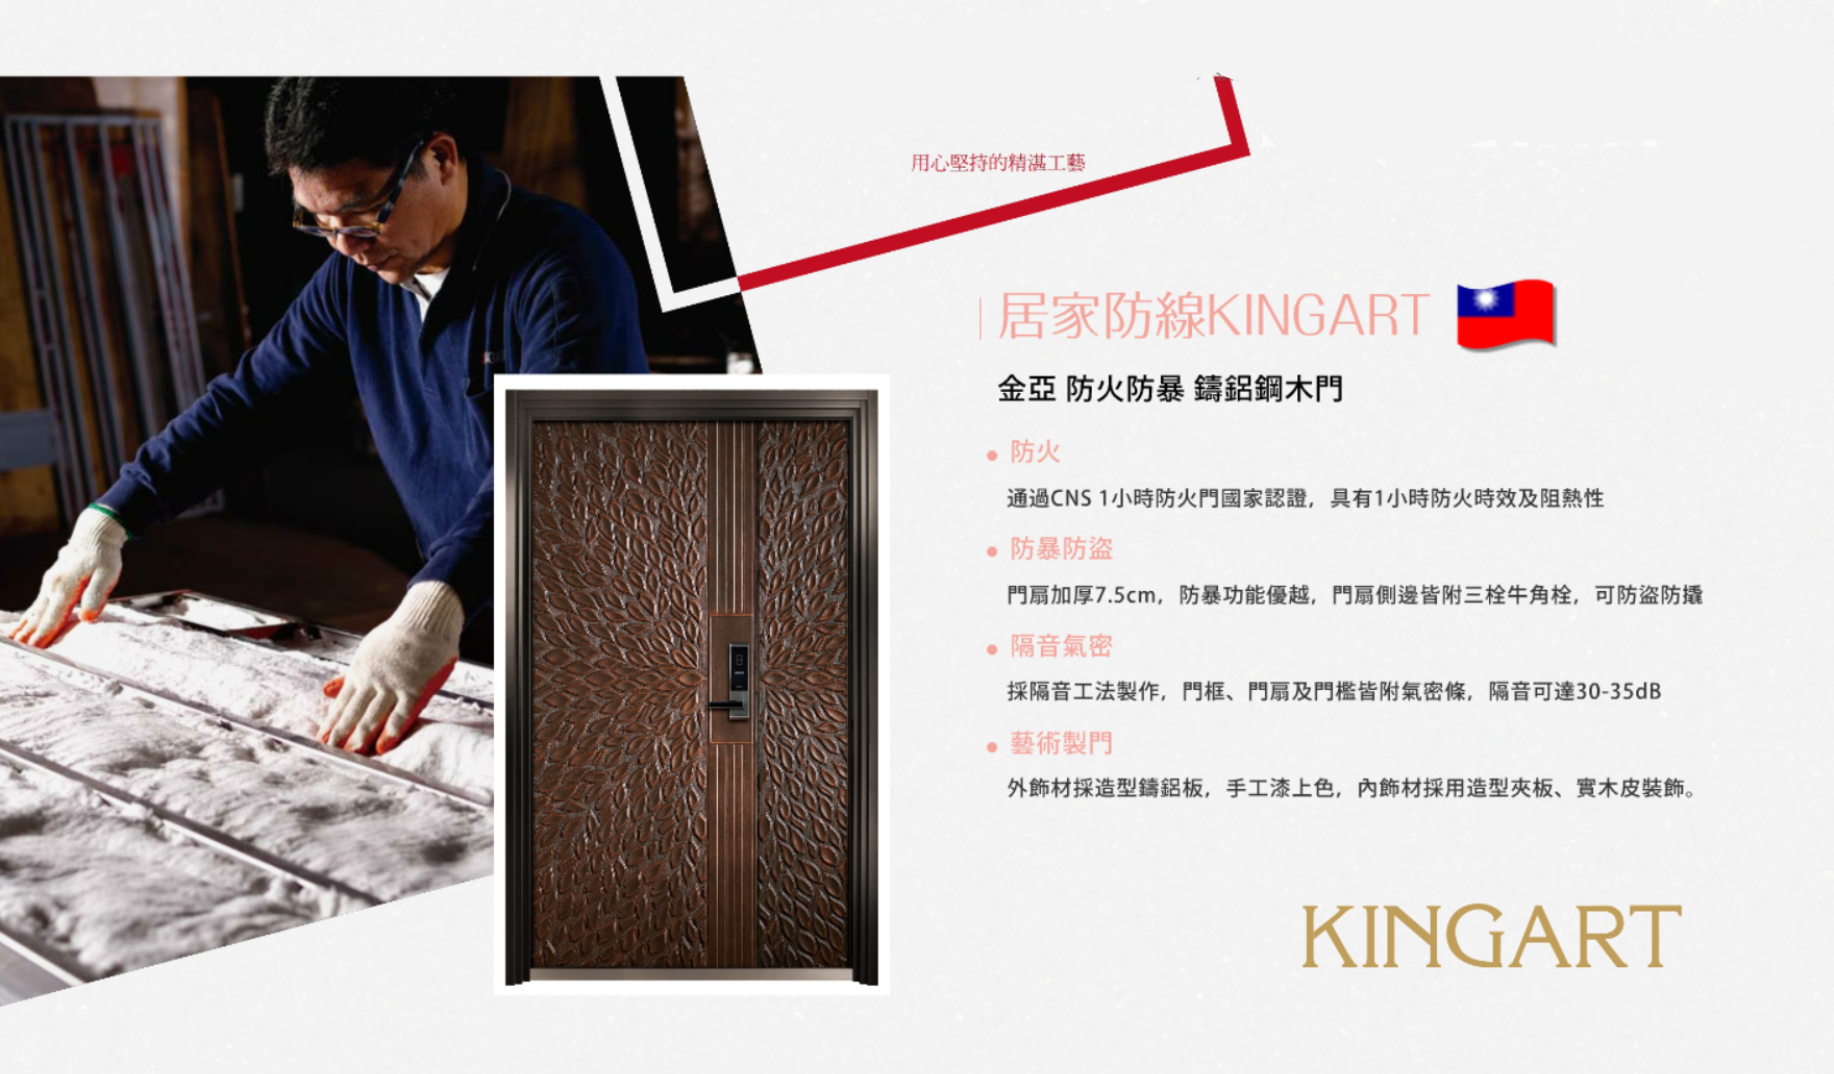 用心堅持的精湛工藝
居家防線KINGART
金亞 防火防暴 鑄鋁鋼木門
防火
通過CNS 1小時防火門國家認證，具有1小時防火時效及阻熱性
防暴防盜
門扇加厚7.5cm，防暴功能優越，門扇側邊皆附三栓牛角栓，可防盜防撬
隔音氣密
採隔音工法製作，門框、門扇及門檻皆附氣密條，隔音可達30-35dB
藝術製門
外飾材採造型鑄鋁板，手工漆上色，內飾材採用造型夾板、實木皮裝飾。
KINGART